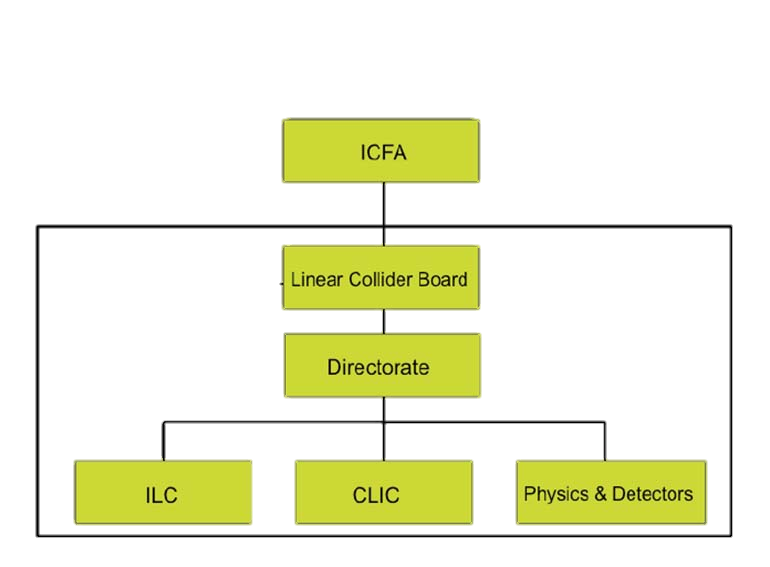 ICFA
Linear Collider Board
Directorate
ILC
CLIC
Physics & Detectors